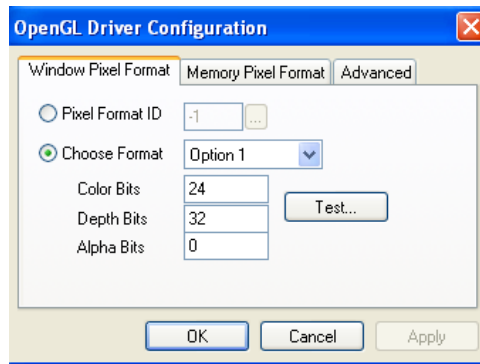 OpenGL Driver Configuration
Window Pixel Format Memory Pixel Format Advanced
Pixel Format ID -1 ...
Choose Format Option 1
Color Bits 24
Test...
Depth Bits 32
Alpha Bits 0
OK Cancel Apply